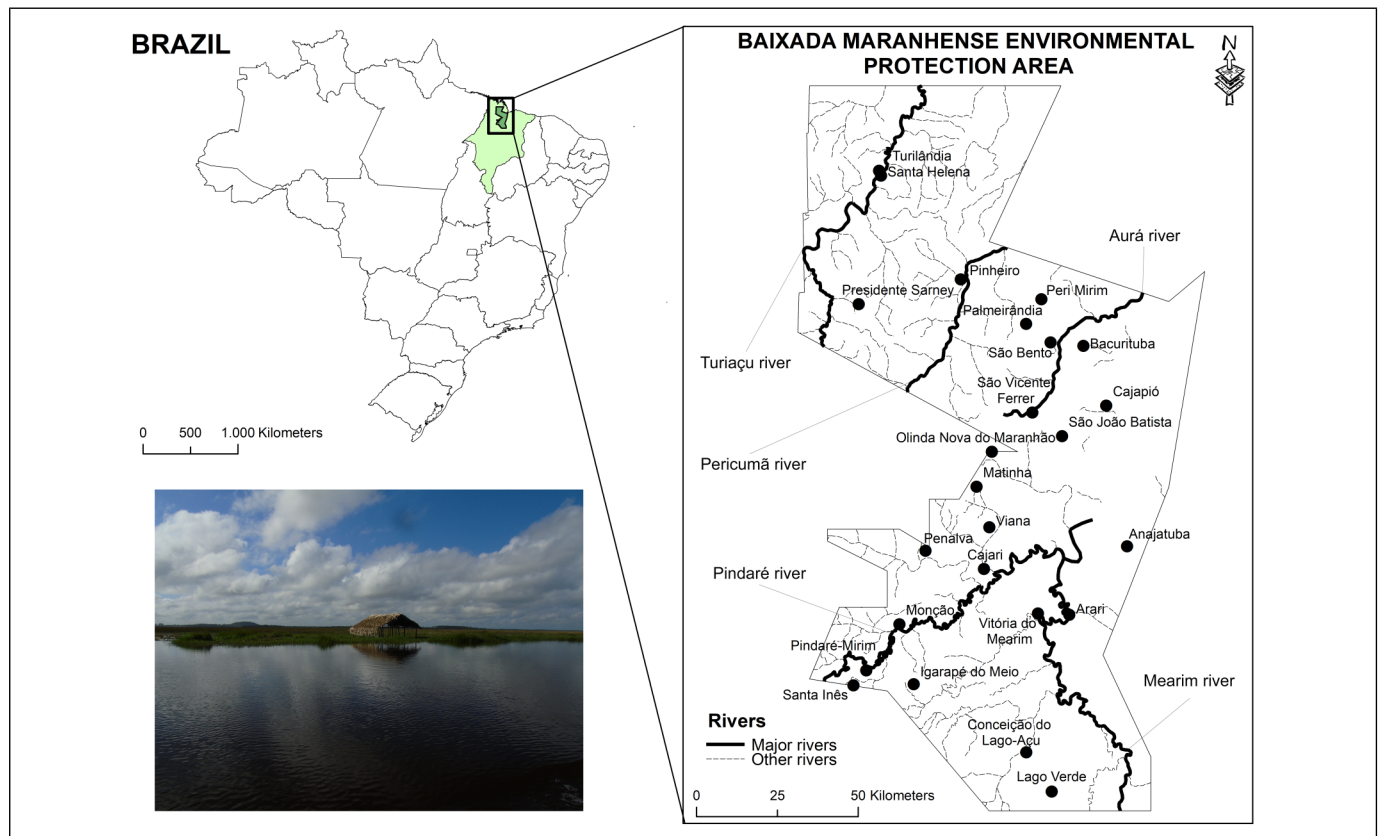 BRAZIL
0 500 1.000 Kilometers
BAIXADA MARANHENSE ENVIRONMENTAL
PROTECTION AREA
N
Turilândia
Santa Helena
Aurá river
Pinheiro
Presidente Sarney
Peri Mirim
Palmeirândia
São Bento
Bacurituba
Turiaçu river
São Vicente
Ferrer
Cajapió
São João Batista
Olinda Nova do Maranhão
Pericumã river
Matinha
Viana
Penalva
Anajatuba
Cajari
Pindaré river
Monção
Vitória do
Mearim
Arari
Pindaré-Mirim
Igarapé do Meio
Santa Inês
Mearim river
Conceição do
Lago-Açu
Lago Verde
Rivers
Major rivers
Other rivers
0 25 50 Kilometers